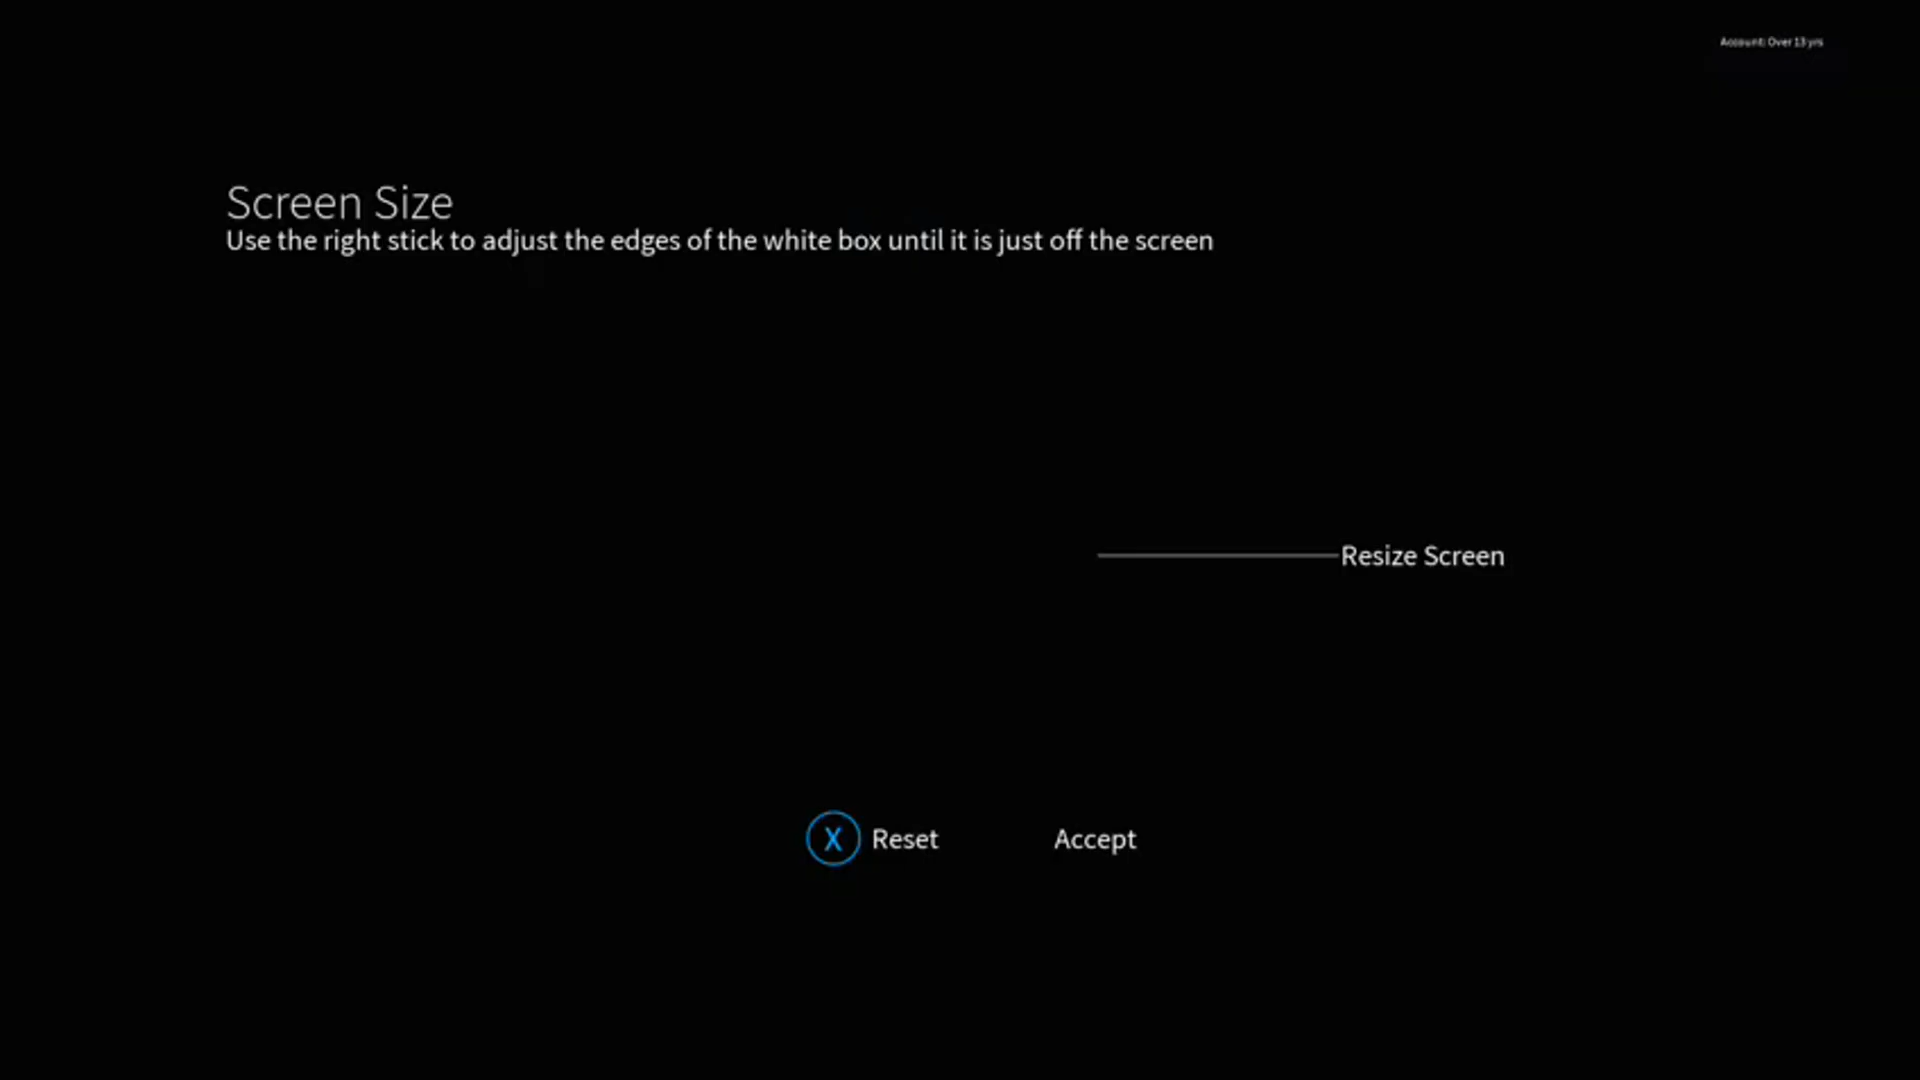 Account: Over 13 yrs
Screen Size
Use the right stick to adjust the edges of the white box until it is just off the screen
Resize Screen
X Reset Accept